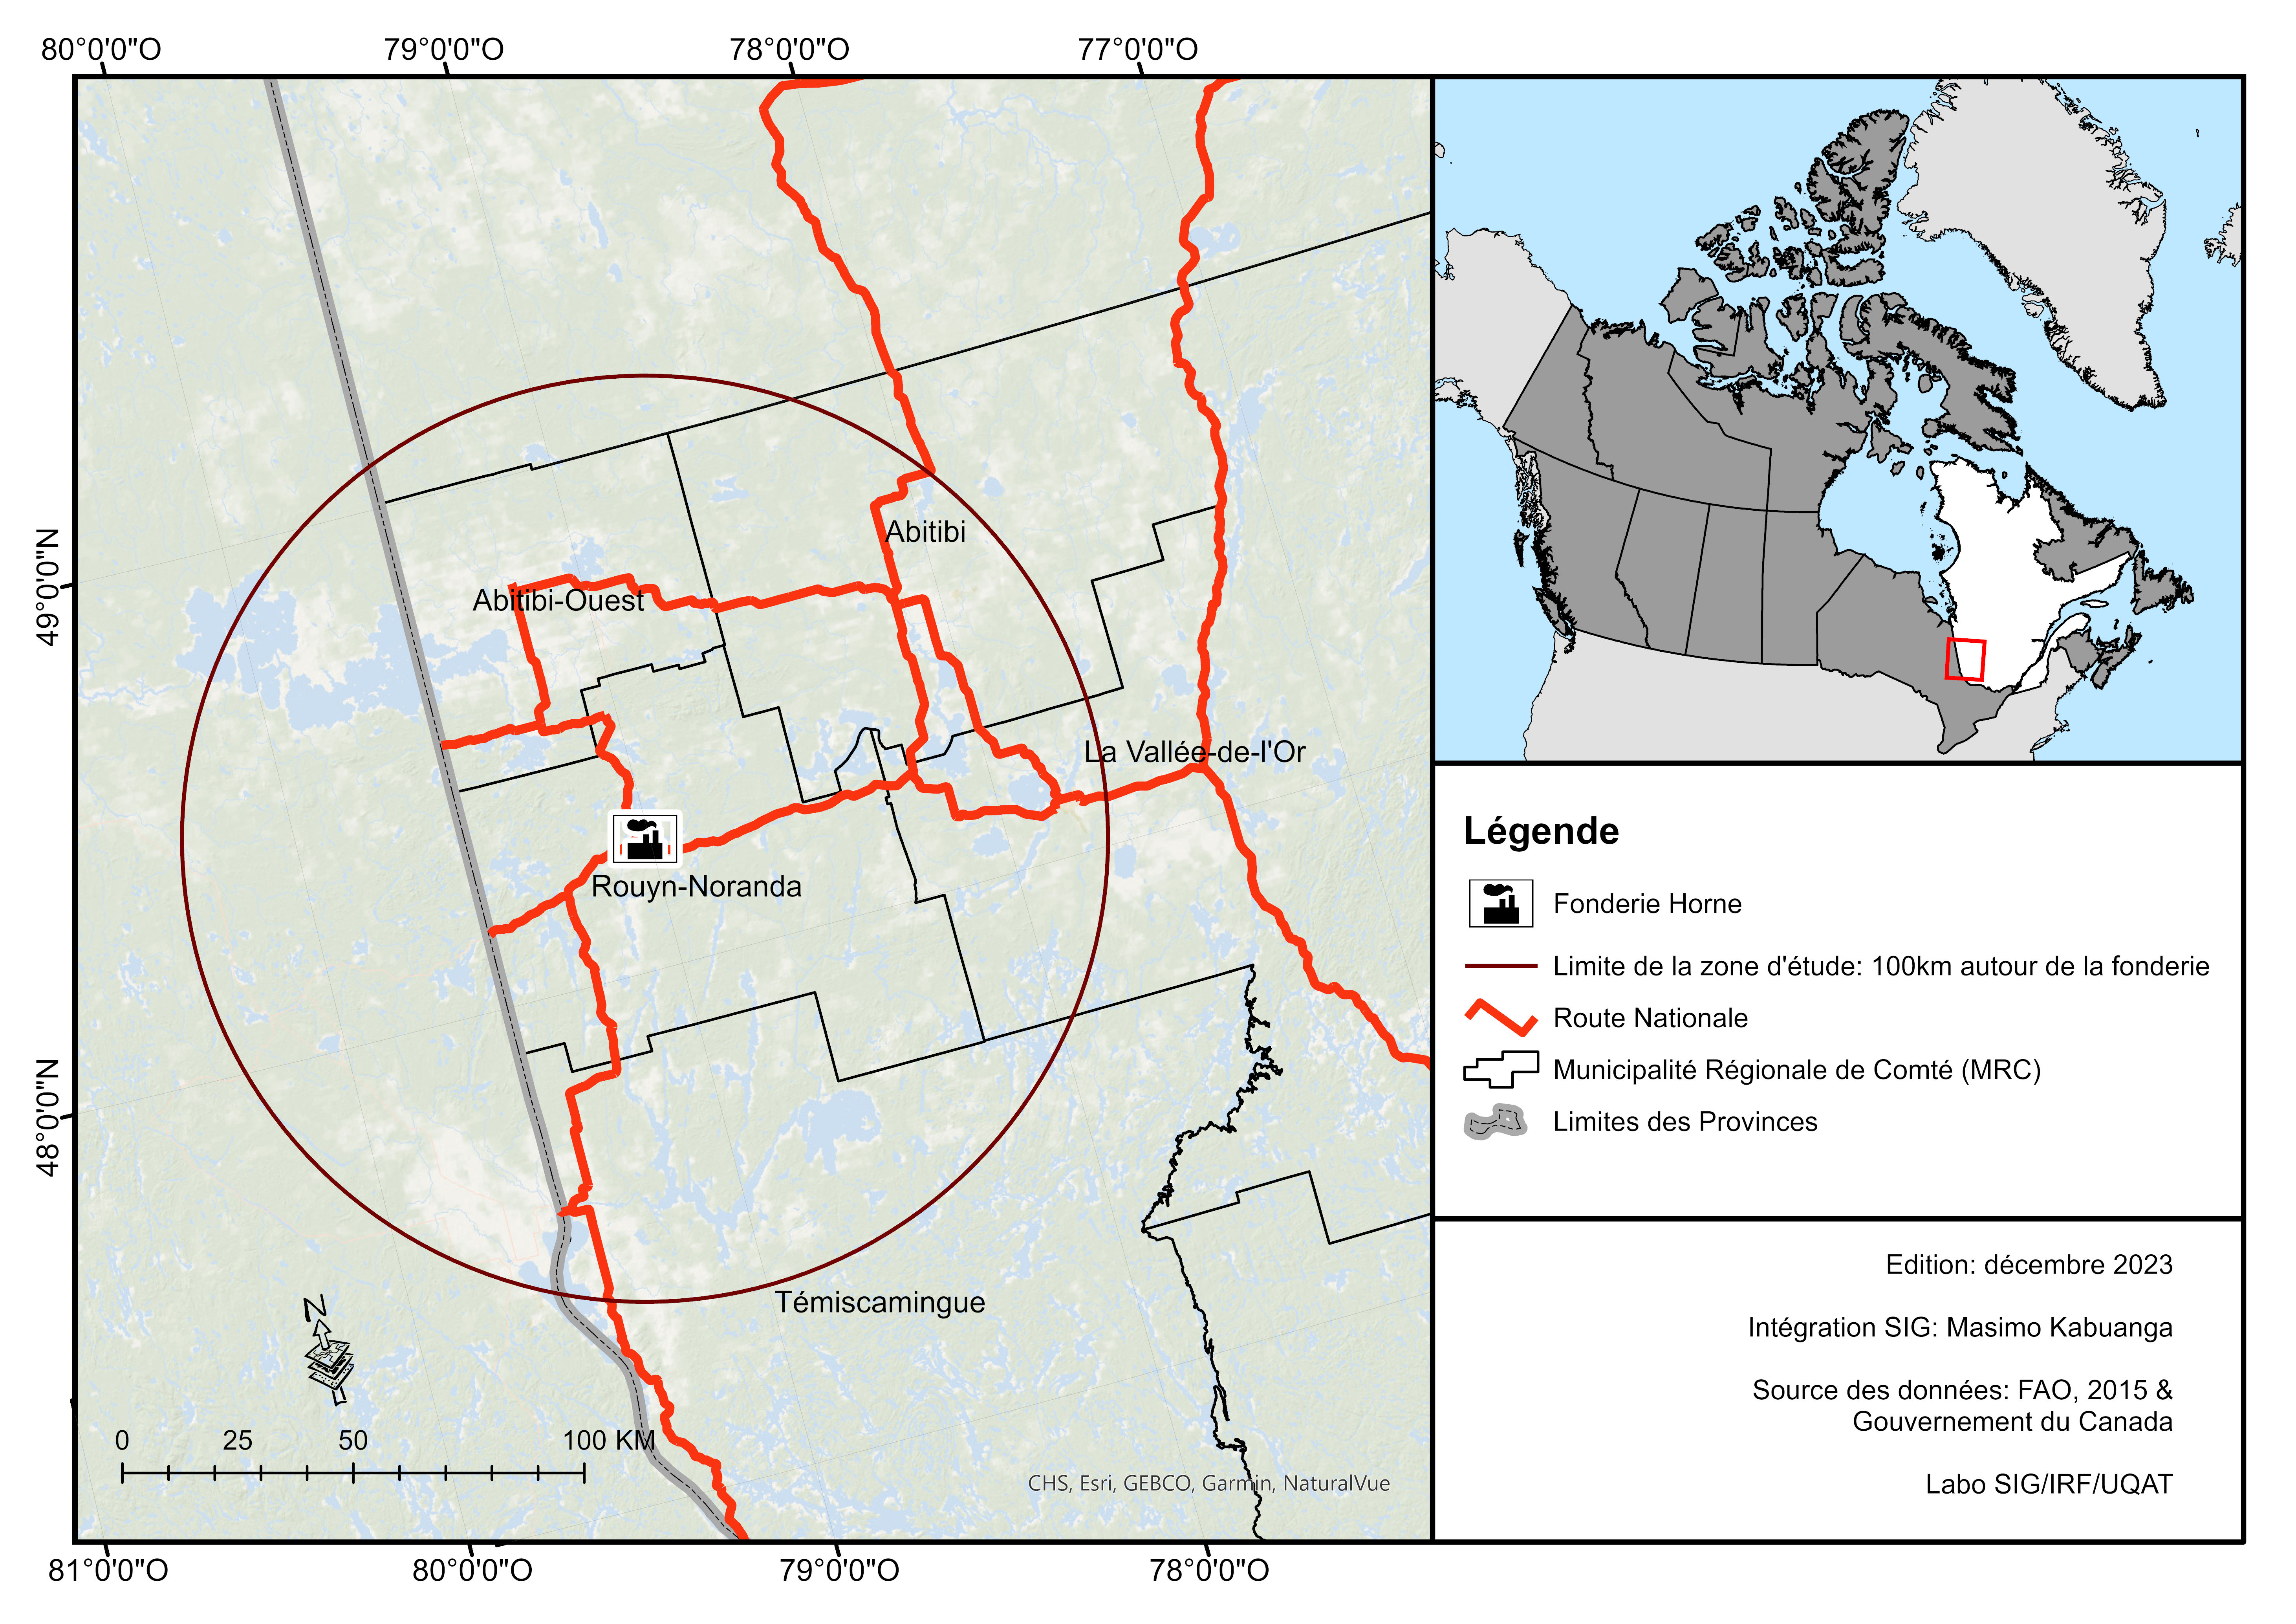 80°0'0"O 79°0'0"O 78°0'0"O 77°0'0"O
49°0'0"N
48°0'0"N
Abitibi
Abitibi-Ouest
La Vallée-de-l'Or
Rouyn-Noranda
Témiscamingue
N
0 25 50 100 KM
CHS, Esri, GEBCO, Garmin, NaturalVue
81°0'0"O 80°0'0"O 79°0'0"O 78°0'0"O
Légende
Fonderie Horne
Limite de la zone d'étude: 100km autour de la fonderie
Route Nationale
Municipalité Régionale de Comté (MRC)
Limites des Provinces
Edition: décembre 2023
Intégration SIG: Masimo Kabuanga
Source des données: FAO, 2015 &
Gouvernement du Canada
Labo SIG/IRF/UQAT